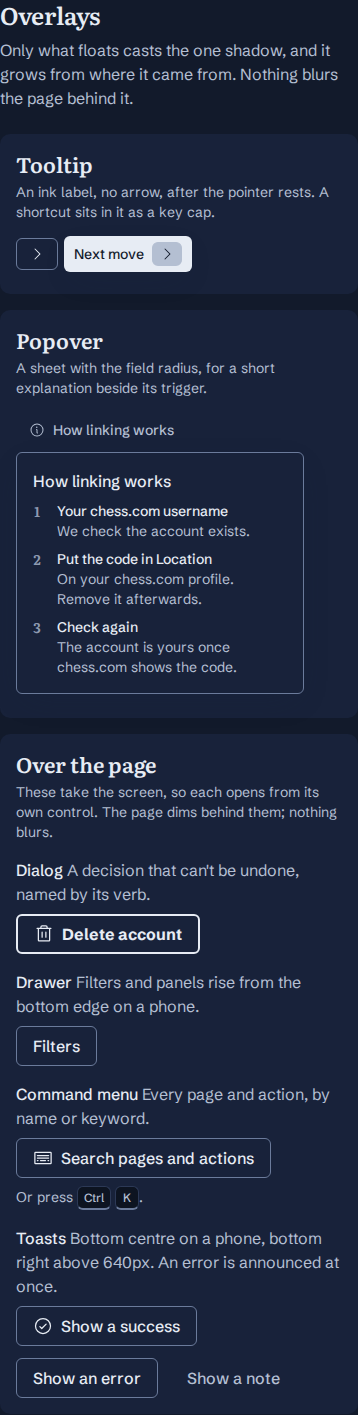 Overlays
Only what floats casts the one shadow, and it
grows from where it came from. Nothing blurs
the page behind it.
Tooltip
An ink label, no arrow, after the pointer rests. A
shortcut sits in it as a key cap.
Next move
Popover
A sheet with the field radius, for a short
explanation beside its trigger.
How linking works
How linking works
1 Your chess.com username
We check the account exists.
2 Put the code in Location
On your chess.com profile.
Remove it afterwards.
3 Check again
The account is yours once
chess.com shows the code.
Over the page
These take the screen, so each opens from its
own control. The page dims behind them; nothing
blurs.
Dialog A decision that can't be undone,
named by its verb.
Delete account
Drawer Filters and panels rise from the
bottom edge on a phone.
Filters
Command menu Every page and action, by
name or keyword.
Search pages and actions
Or press Ctrl K.
Toasts Bottom centre on a phone, bottom
right above 640px. An error is announced at
once.
Show a success
Show an error Show a note